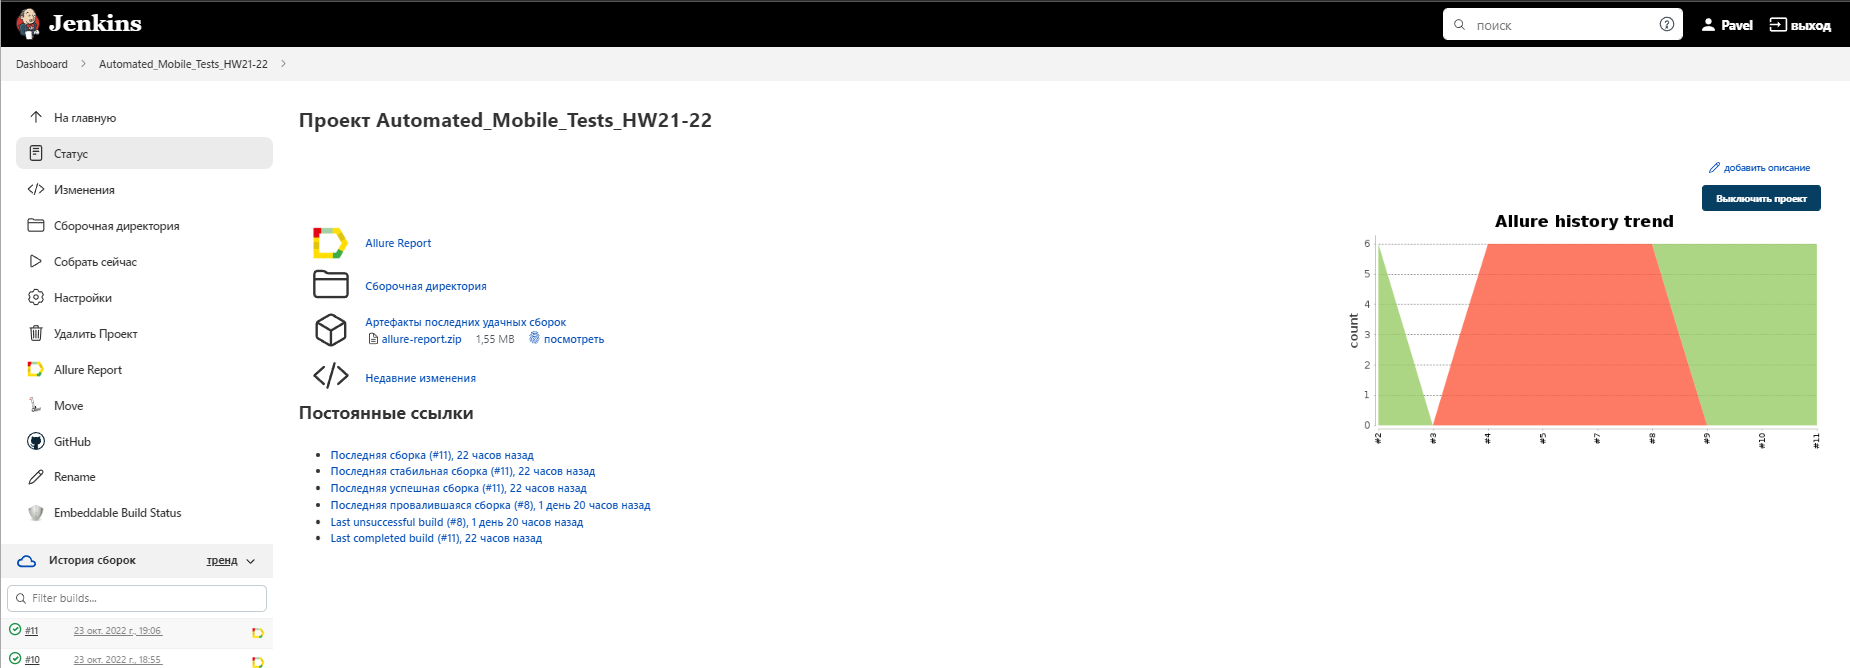 Jenkins
поиск
Pavel
выход
Dashboard
Automated_Mobile_Tests_HW21-22
На главную
Статус
Изменения
Сборочная директория
Собрать сейчас
Настройки
Удалить Проект
Allure Report
Move
GitHub
Rename
Embeddable Build Status
История сборок
тренд
Filter builds...
#11 23 окт. 2022 г., 19:06
#10 23 окт. 2022 г., 18:55
Проект Automated_Mobile_Tests_HW21-22
добавить описание
Выключить проект
Allure Report
Сборочная директория
Артефакты последних удачных сборок
allure-report.zip 1,55 MB посмотреть
Недавние изменения
Постоянные ссылки
Последняя сборка (#11), 22 часов назад
Последняя стабильная сборка (#11), 22 часов назад
Последняя успешная сборка (#11), 22 часов назад
Последняя провалившаяся сборка (#8), 1 день 20 часов назад
Last unsuccessful build (#8), 1 день 20 часов назад
Last completed build (#11), 22 часов назад
Allure history trend
count
6
5
4
3
2
1
0
#2 #3 #4 #5 #7 #8 #9 #10 #11